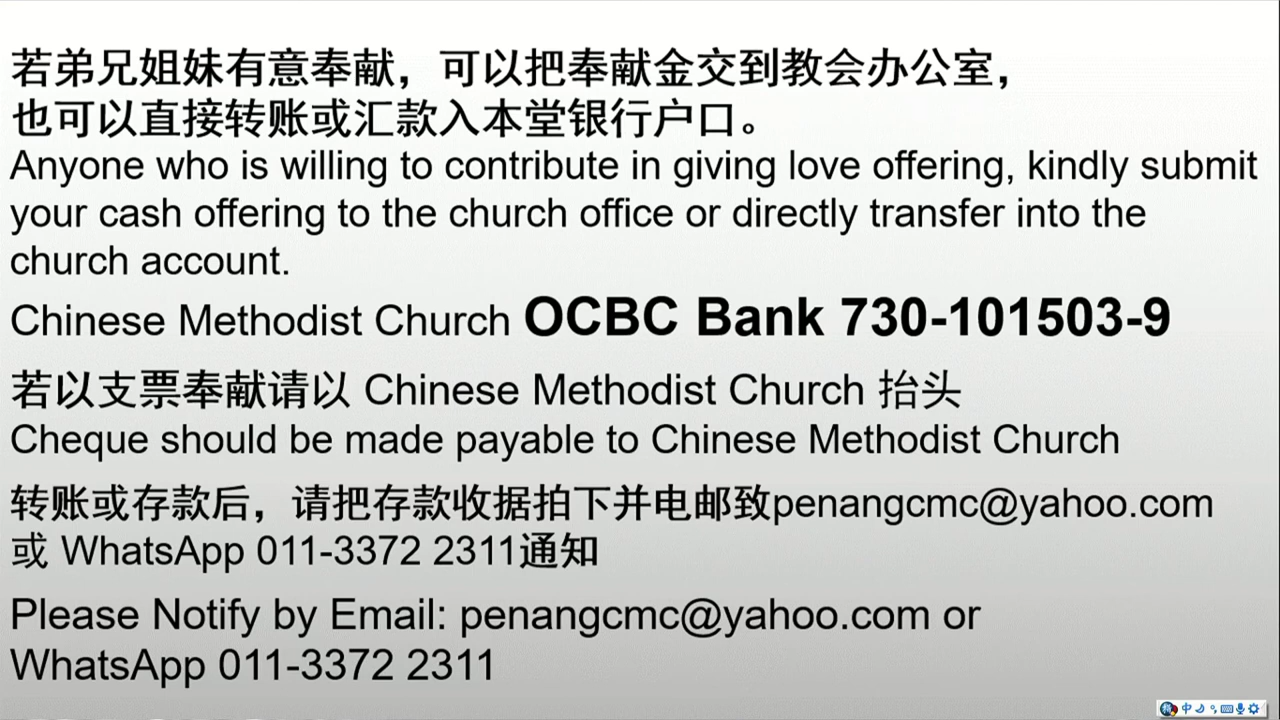 若弟兄姐妹有意奉献，可以把奉献金交到教会办公室，
也可以直接转账或汇款入本堂银行户口。
Anyone who is willing to contribute in giving love offering, kindly submit
your cash offering to the church office or directly transfer into the
church account.
Chinese Methodist Church OCBC Bank 730-101503-9
若以支票奉献请以 Chinese Methodist Church 抬头
Cheque should be made payable to Chinese Methodist Church
转账或存款后，请把存款收据拍下并电邮致penangcmc@yahoo.com
或 WhatsApp 011-3372 2311通知
Please Notify by Email: penangcmc@yahoo.com or
WhatsApp 011-3372 2311
中